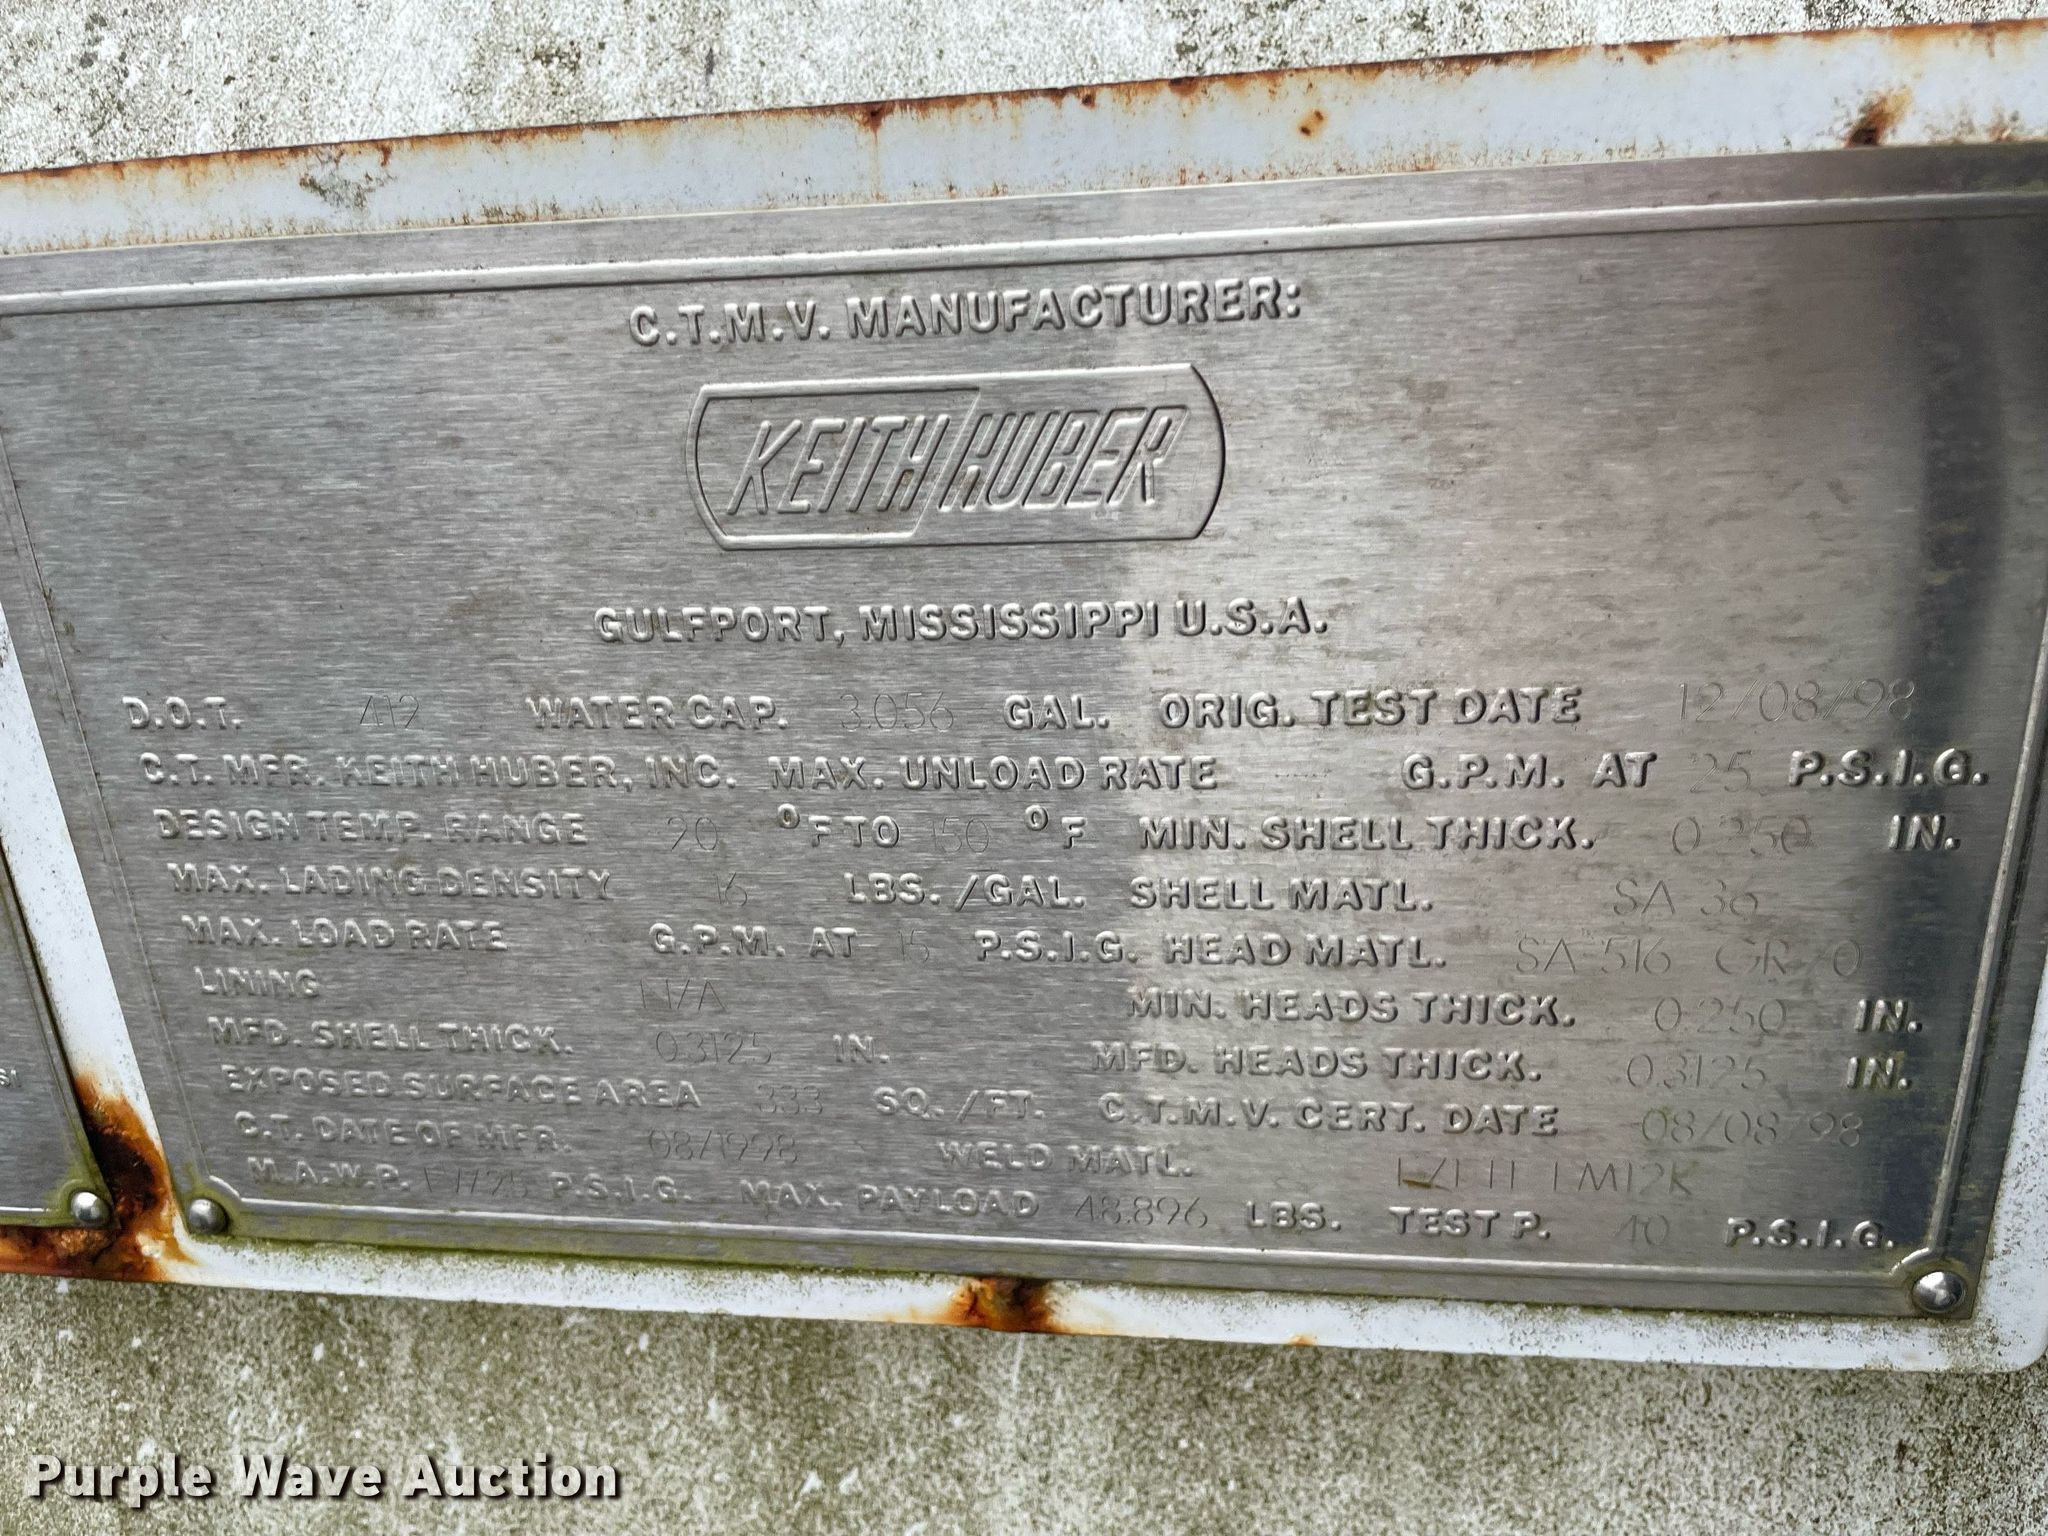 C.T.M.V. MANUFACTURER:
KEITH HUBER
GULFPORT, MISSISSIPPI U.S.A.
D.O.T. 412 WATER CAP. 3.056 GAL. ORIG. TEST DATE 12/08/98
C.T. MFR. KEITH HUBER, INC. MAX. UNLOAD RATE ---- G.P.M. AT 25 P.S.I.G.
DESIGN TEMP. RANGE 20 °F TO 150 °F MIN. SHELL THICK. 0.250 IN.
MAX. LADING DENSITY 16 LBS./GAL. SHELL MATL. SA 36
MAX. LOAD RATE G.P.M. AT 15 P.S.I.G. HEAD MATL. SA-516 GR 70
LINING N/A MIN. HEADS THICK. 0.250 IN.
MFD. SHELL THICK. 0.3125 IN. MFD. HEADS THICK. 0.3125 IN.
EXPOSED SURFACE AREA 333 SQ./FT. C.T.M.V. CERT. DATE 08/08/98
C.T. DATE OF MFR. 08/1998 WELD MATL.
M.A.W.P. P.S.I.G. MAX. PAYLOAD 48.896 LBS. TEST P. 40 P.S.I.G.
Purple Wave Auction